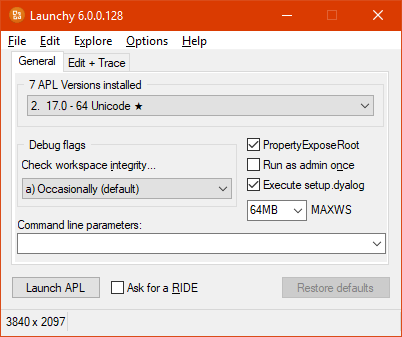 Launchy 6.0.0.128
File Edit Explore Options Help
General Edit + Trace
7 APL Versions installed
2. 17.0 - 64 Unicode ★
Debug flags
Check workspace integrity...
a) Occasionally (default)
PropertyExposeRoot
Run as admin once
Execute setup.dyalog
64MB MAXWS
Command line parameters:
Launch APL Ask for a RIDE Restore defaults
3840 x 2097